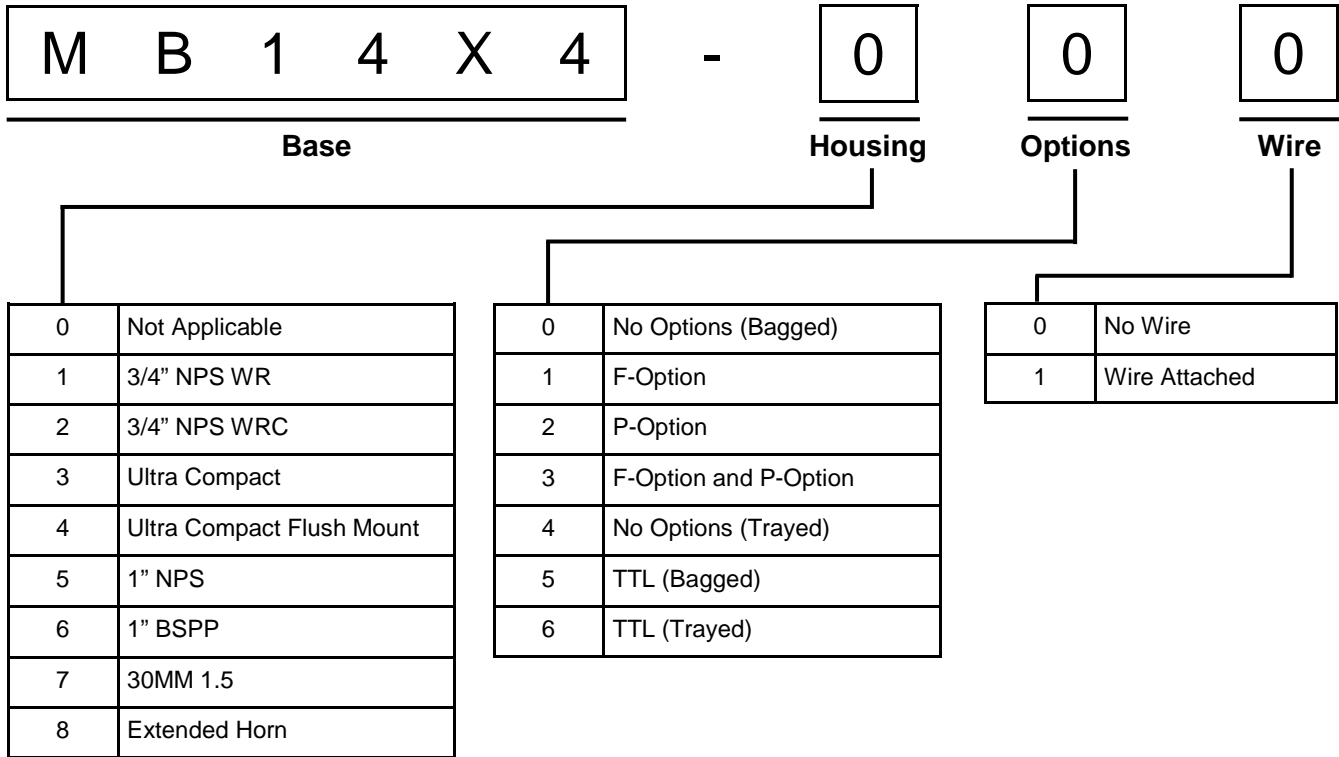 M B 1 4 X 4 - 0 0 0
Base Housing Options Wire
0 Not Applicable
1 3/4” NPS WR
2 3/4” NPS WRC
3 Ultra Compact
4 Ultra Compact Flush Mount
5 1” NPS
6 1” BSPP
7 30MM 1.5
8 Extended Horn
0 No Options (Bagged)
1 F-Option
2 P-Option
3 F-Option and P-Option
4 No Options (Trayed)
5 TTL (Bagged)
6 TTL (Trayed)
0 No Wire
1 Wire Attached